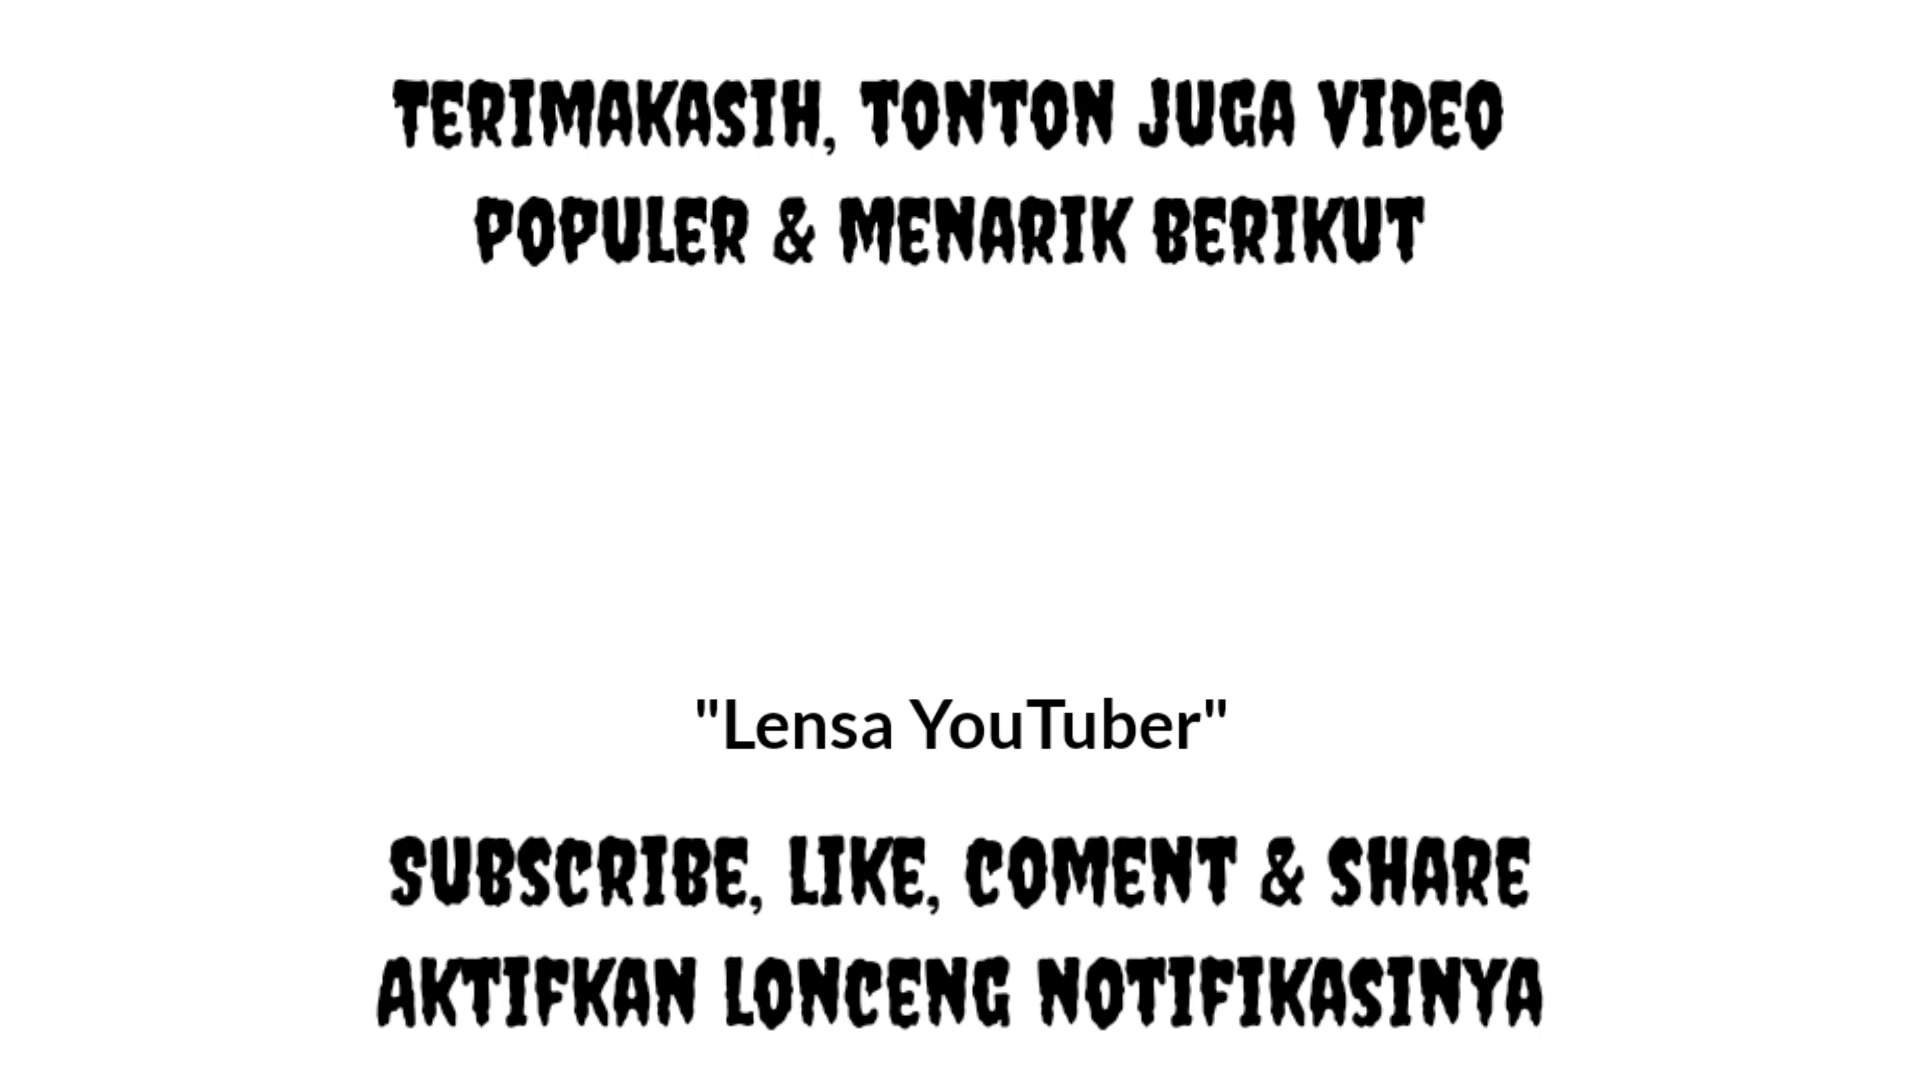 TERIMAKASIH, TONTON JUGA VIDEO
POPULER & MENARIK BERIKUT
"Lensa YouTuber"
SUBSCRIBE, LIKE, COMENT & SHARE
AKTIFKAN LONCENG NOTIFIKASINYA